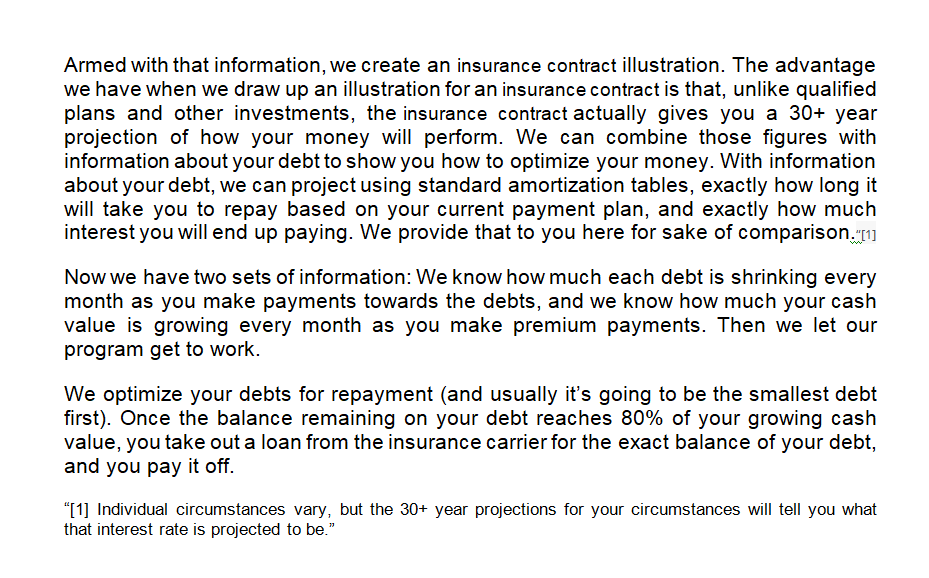 Armed with that information, we create an insurance contract illustration. The advantage
we have when we draw up an illustration for an insurance contract is that, unlike qualified
plans and other investments, the insurance contract actually gives you a 30+ year
projection of how your money will perform. We can combine those figures with
information about your debt to show you how to optimize your money. With information
about your debt, we can project using standard amortization tables, exactly how long it
will take you to repay based on your current payment plan, and exactly how much
interest you will end up paying. We provide that to you here for sake of comparison.“[1]
Now we have two sets of information: We know how much each debt is shrinking every
month as you make payments towards the debts, and we know how much your cash
value is growing every month as you make premium payments. Then we let our
program get to work.
We optimize your debts for repayment (and usually it’s going to be the smallest debt
first). Once the balance remaining on your debt reaches 80% of your growing cash
value, you take out a loan from the insurance carrier for the exact balance of your debt,
and you pay it off.
“[1] Individual circumstances vary, but the 30+ year projections for your circumstances will tell you what
that interest rate is projected to be.”